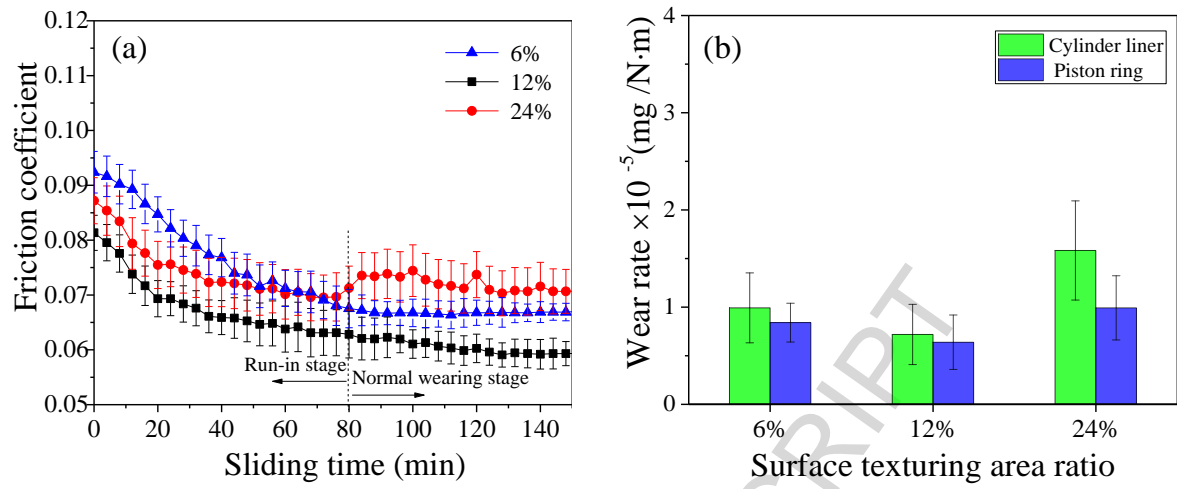 (a)
6%
12%
24%
Friction coefficient
0.12
0.11
0.10
0.09
0.08
0.07
0.06
0.05
Run-in stage
Normal wearing stage
0 20 40 60 80 100 120 140
Sliding time (min)
(b)
Cylinder liner
Piston ring
Wear rate ×10 -5 (mg /N·m)
4
3
2
1
0
6% 12% 24%
Surface texturing area ratio
RIPT